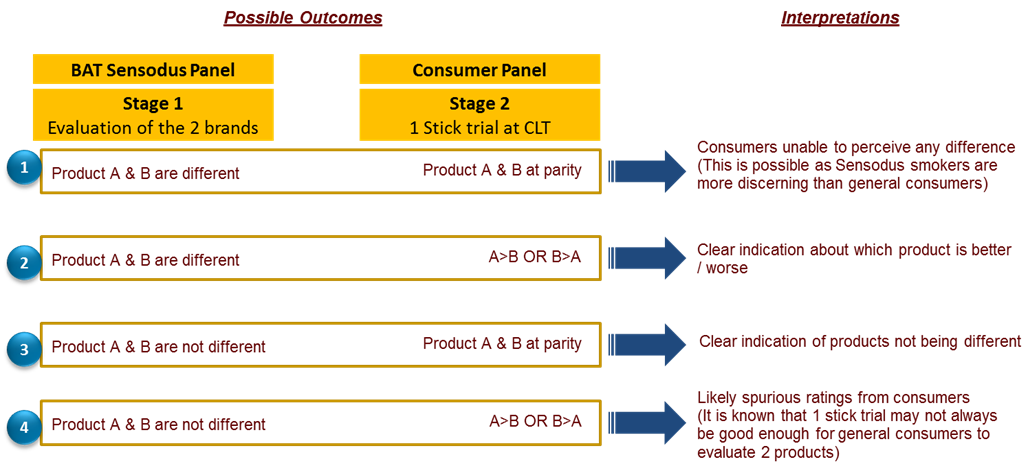 Possible Outcomes
Interpretations
BAT Sensodus Panel
Consumer Panel
Stage 1
Evaluation of the 2 brands
Stage 2
1 Stick trial at CLT
1
Product A & B are different
Product A & B at parity
Consumers unable to perceive any difference
(This is possible as Sensodus smokers are
more discerning than general consumers)
2
Product A & B are different
A>B OR B>A
Clear indication about which product is better
/ worse
3
Product A & B are not different
Product A & B at parity
Clear indication of products not being different
4
Product A & B are not different
A>B OR B>A
Likely spurious ratings from consumers
(It is known that 1 stick trial may not always
be good enough for general consumers to
evaluate 2 products)